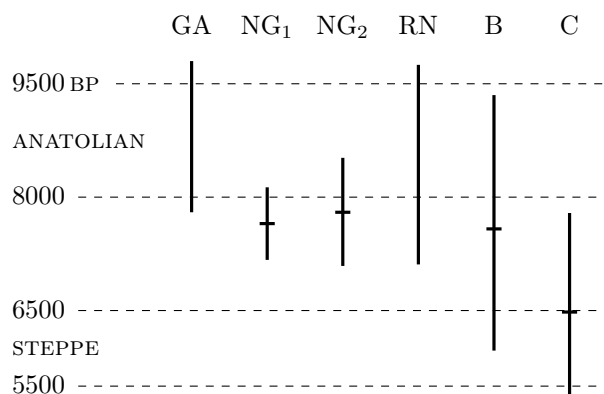 GA NG₁ NG₂ RN B C
9500 BP
ANATOLIAN
8000
6500
STEPPE
5500